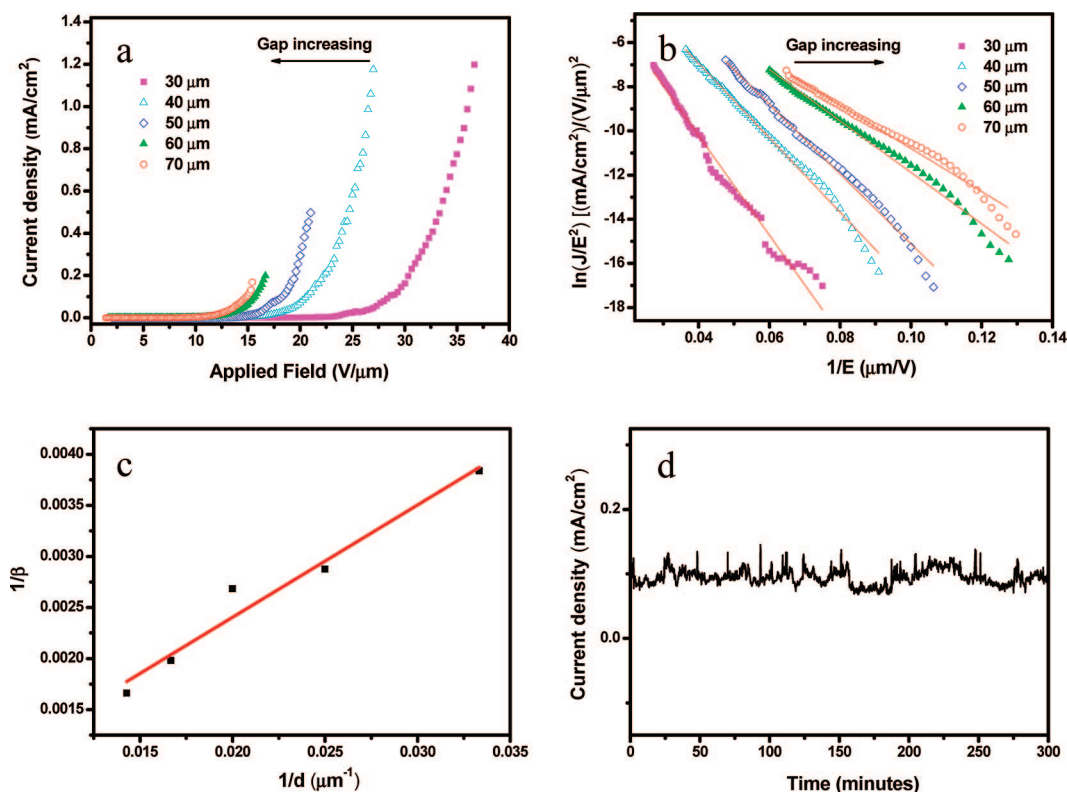 a
Gap increasing
30 μm
40 μm
50 μm
60 μm
70 μm
1.4
1.2
1.0
0.8
0.6
0.4
0.2
0.0
0 5 10 15 20 25 30 35 40
Applied Field (V/μm)
Current density (mA/cm2)
b
Gap increasing
30 μm
40 μm
50 μm
60 μm
70 μm
-6
-8
-10
-12
-14
-16
-18
0.04 0.06 0.08 0.10 0.12 0.14
1/E (μm/V)
ln(J/E²) [(mA/cm²)/(V/μm)²
c
0.0040
0.0035
0.0030
0.0025
0.0020
0.0015
0.015 0.020 0.025 0.030 0.035
1/d (μm⁻¹)
1/β
d
0.2
0.0
0 50 100 150 200 250 300
Time (minutes)
Current density (mA/cm²)